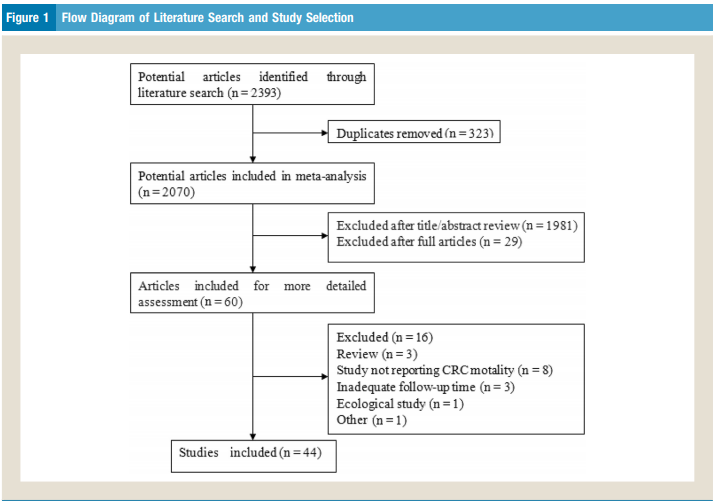 Figure 1 Flow Diagram of Literature Search and Study Selection
Potential articles identified through
literature search (n=2393)
Duplicates removed (n=323)
Potential articles included in meta-analysis
(n=2070)
Excluded after title/abstract review (n=1981)
Excluded after full articles (n=29)
Articles included for more detailed
assessment (n=60)
Excluded (n=16)
Review (n=3)
Study not reporting CRC motality (n=8)
Inadequate follow-up time (n=3)
Ecological study (n=1)
Other (n=1)
Studies included (n=44)